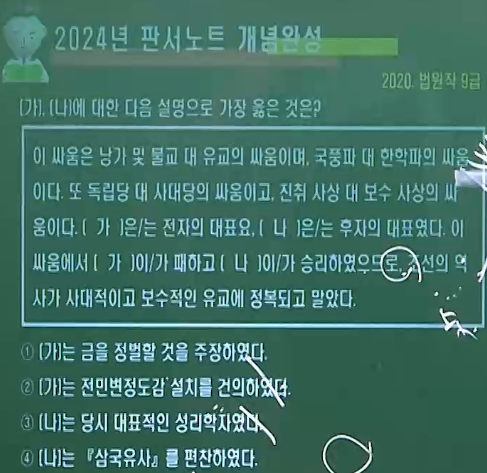 2024년 판서노트 개념완성
2020. 법원직 9급
(가), (나)에 대한 다음 설명으로 가장 옳은 것은?
이 싸움은 낭가 및 불교 대 유교의 싸움이며, 국풍파 대 한학파의 싸움
이다. 또 독립당 대 사대당의 싸움이고, 진취 사상 대 보수 사상의 싸
움이다. ( 가 )은/는 전자의 대표요, ( 나 )은/는 후자의 대표였다. 이
싸움에서 ( 가 )이/가 패하고 ( 나 )이/가 승리하였으므로, 조선의 역
사가 사대적이고 보수적인 유교에 정복되고 말았다.
① (가)는 금을 정벌할 것을 주장하였다.
② (가)는 전민변정도감 설치를 건의하였다.
③ (나)는 당시 대표적인 성리학자였다.
④ (나)는 『삼국유사』를 편찬하였다.